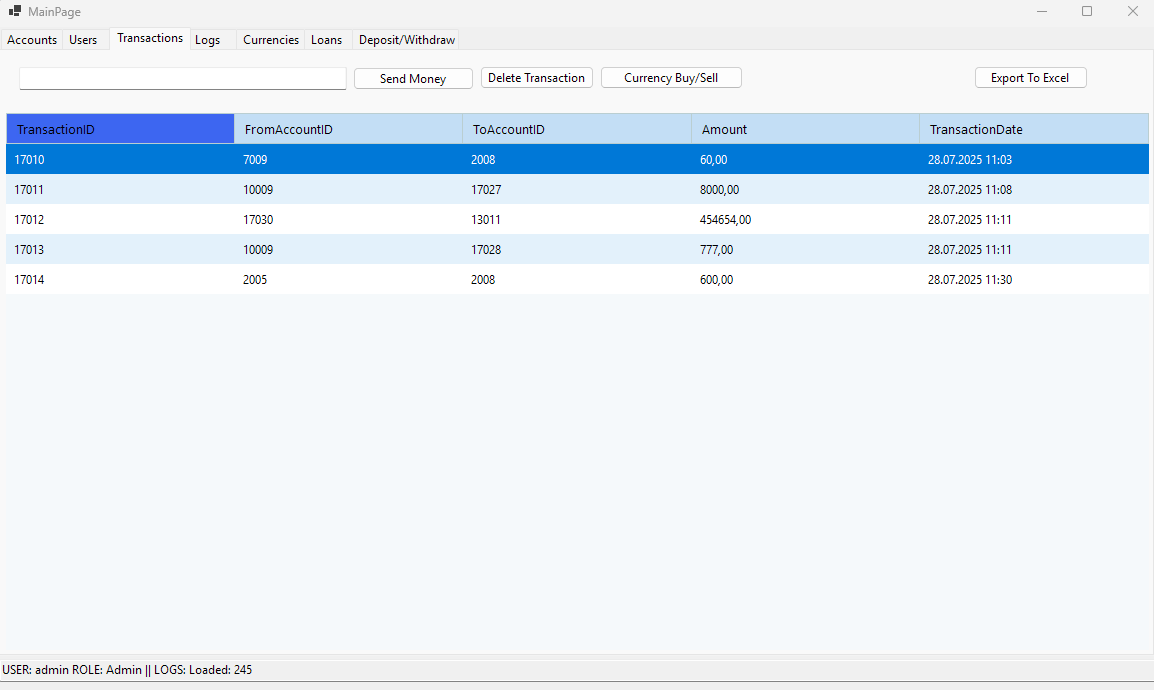 MainPage
Accounts Users Transactions Logs Currencies Loans Deposit/Withdraw
Send Money Delete Transaction Currency Buy/Sell Export To Excel
TransactionID FromAccountID ToAccountID Amount TransactionDate
17010 7009 2008 60,00 28.07.2025 11:03
17011 10009 17027 8000,00 28.07.2025 11:08
17012 17030 13011 454654,00 28.07.2025 11:11
17013 10009 17028 777,00 28.07.2025 11:11
17014 2005 2008 600,00 28.07.2025 11:30
USER: admin ROLE: Admin || LOGS: Loaded: 245